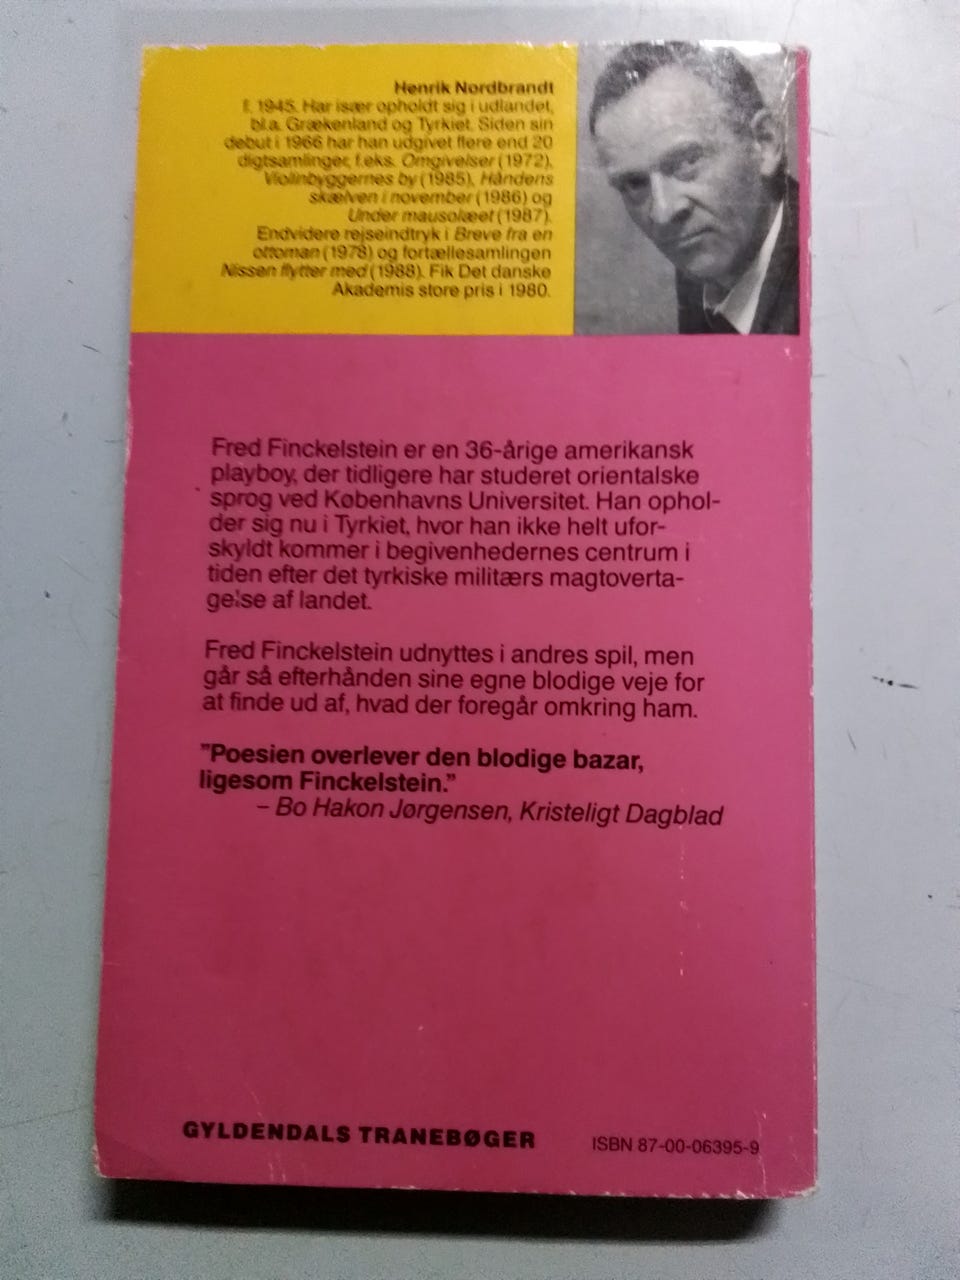 Henrik Nordbrandt
f. 1945. Har især opholdt sig i udlandet,
bl.a. Grækenland og Tyrkiet. Siden sin
debut i 1966 har han udgivet flere end 20
digtsamlinger, f.eks. Omgivelser (1972),
Violinbyggernes by (1985), Håndens
skælven i november (1986) og
Under mausolæet (1987).
Endvidere rejseindtryk i Breve fra en
ottoman (1978) og fortællesamlingen
Nissen flytter med (1988). Fik Det danske
Akademis store pris i 1980.
Fred Finckelstein er en 36-årige amerikansk
playboy, der tidligere har studeret orientalske
sprog ved Københavns Universitet. Han ophol-
der sig nu i Tyrkiet, hvor han ikke helt ufor-
skyldt kommer i begivenhedernes centrum i
tiden efter det tyrkiske militærs magtoverta-
gelse af landet.
Fred Finckelstein udnyttes i andres spil, men
går så efterhånden sine egne blodige veje for
at finde ud af, hvad der foregår omkring ham.
"Poesien overlever den blodige bazar,
ligesom Finckelstein."
– Bo Hakon Jørgensen, Kristeligt Dagblad
GYLDENDALS TRANEBØGER
ISBN 87-00-06395-9